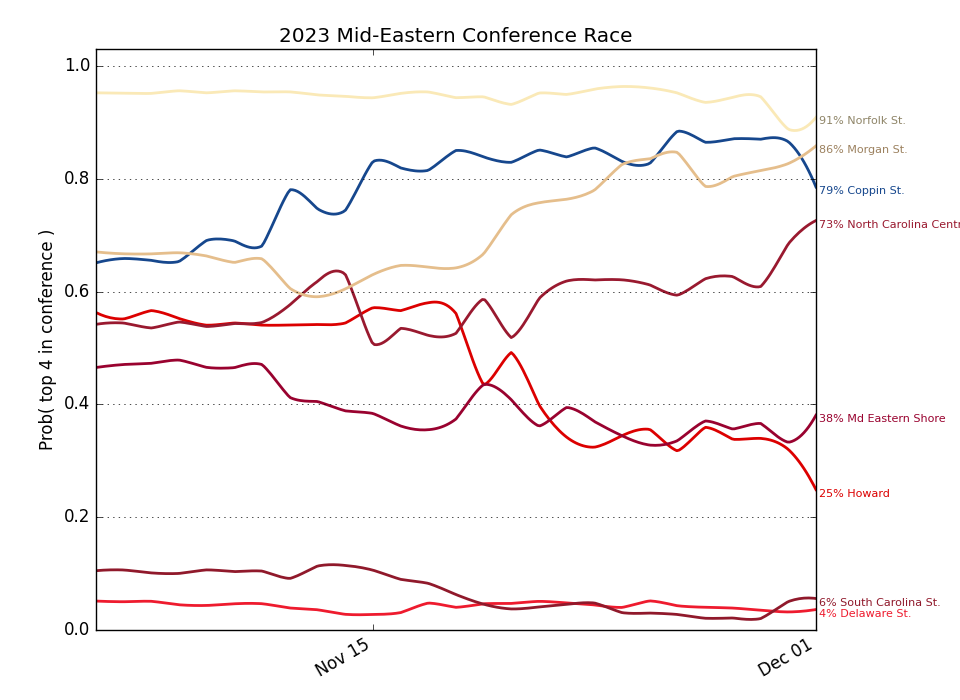 2023 Mid-Eastern Conference Race
Prob( top 4 in conference )
1.0
0.8
0.6
0.4
0.2
0.0
Nov 15
Dec 01
91% Norfolk St.
86% Morgan St.
79% Coppin St.
73% North Carolina Centr
38% Md Eastern Shore
25% Howard
6% South Carolina St.
4% Delaware St.